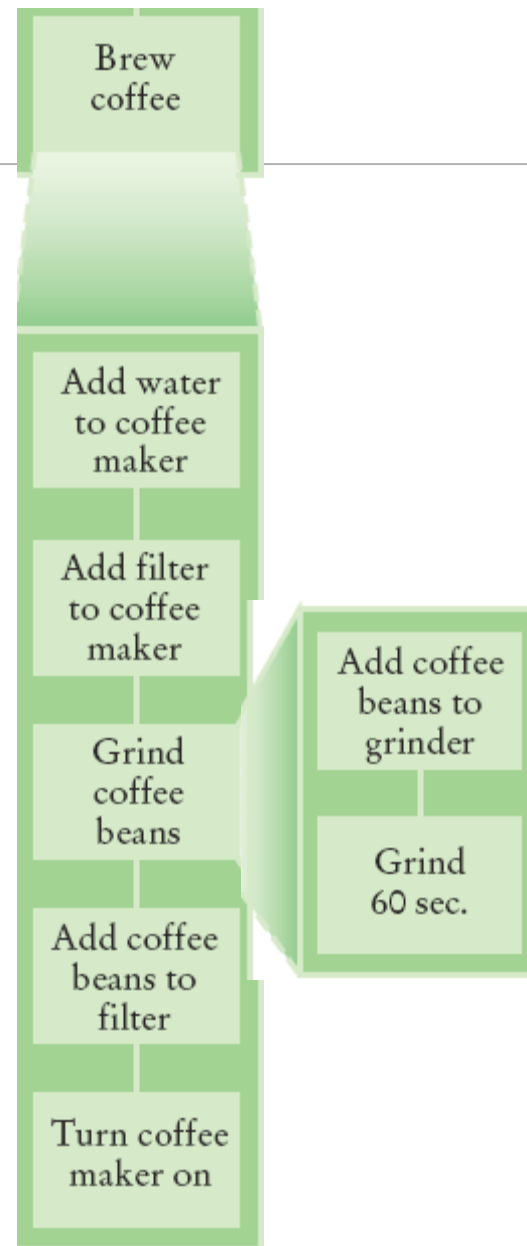 Brew
coffee
Add water
to coffee
maker
Add filter
to coffee
maker
Grind
coffee
beans
Add coffee
beans to
grinder
Grind
60 sec.
Add coffee
beans to
filter
Turn coffee
maker on